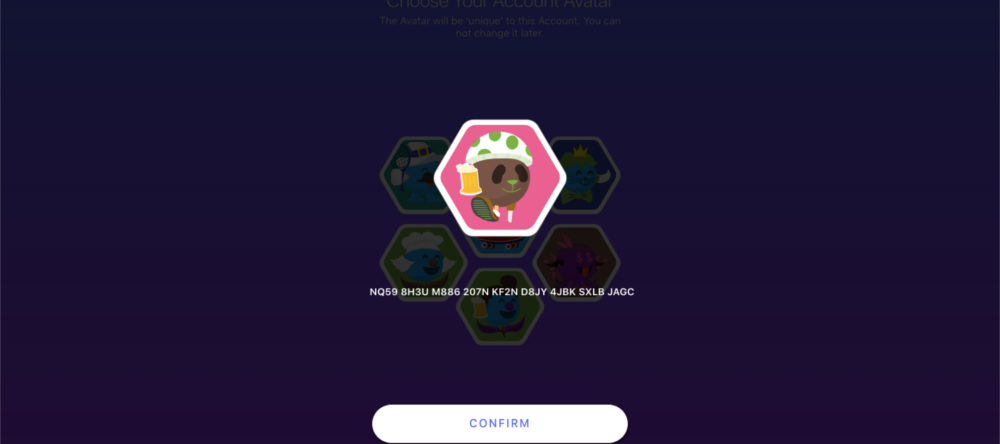 Choose Your Account Avatar
The Avatar will be 'unique' to this Account. You can
not change it later.
NQ59 8H3U M886 207N KF2N D8JY 4JBK SXLB JAGC
CONFIRM